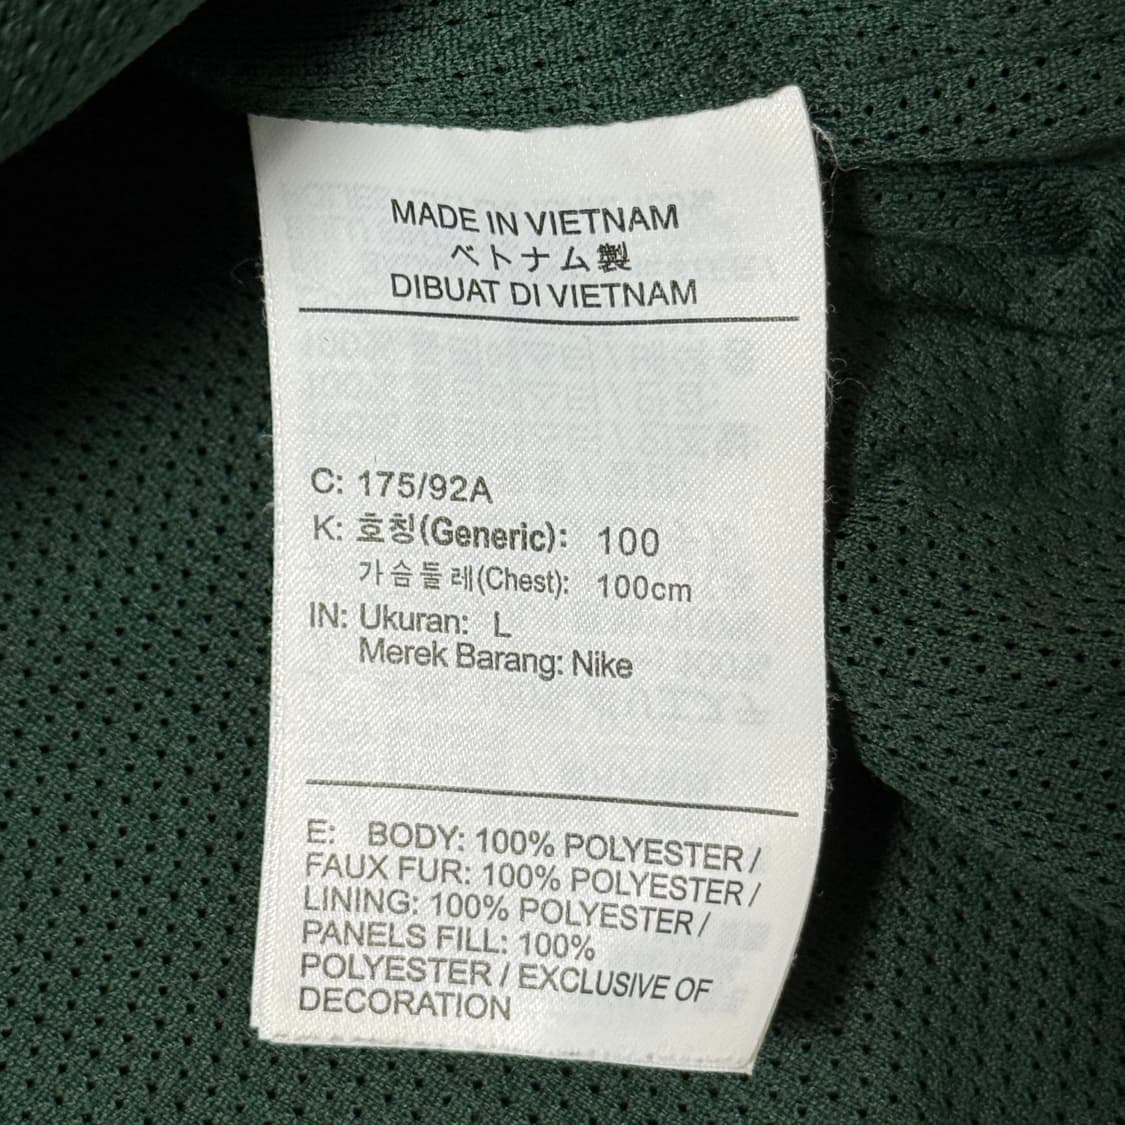 MADE IN VIETNAM
ベトナム製
DIBUAT DI VIETNAM
C: 175/92A
K: 호칭(Generic): 100
가슴둘레(Chest): 100cm
IN: Ukuran: L
Merek Barang: Nike
E: BODY: 100% POLYESTER /
FAUX FUR: 100% POLYESTER /
LINING: 100% POLYESTER /
PANELS FILL: 100%
POLYESTER / EXCLUSIVE OF
DECORATION